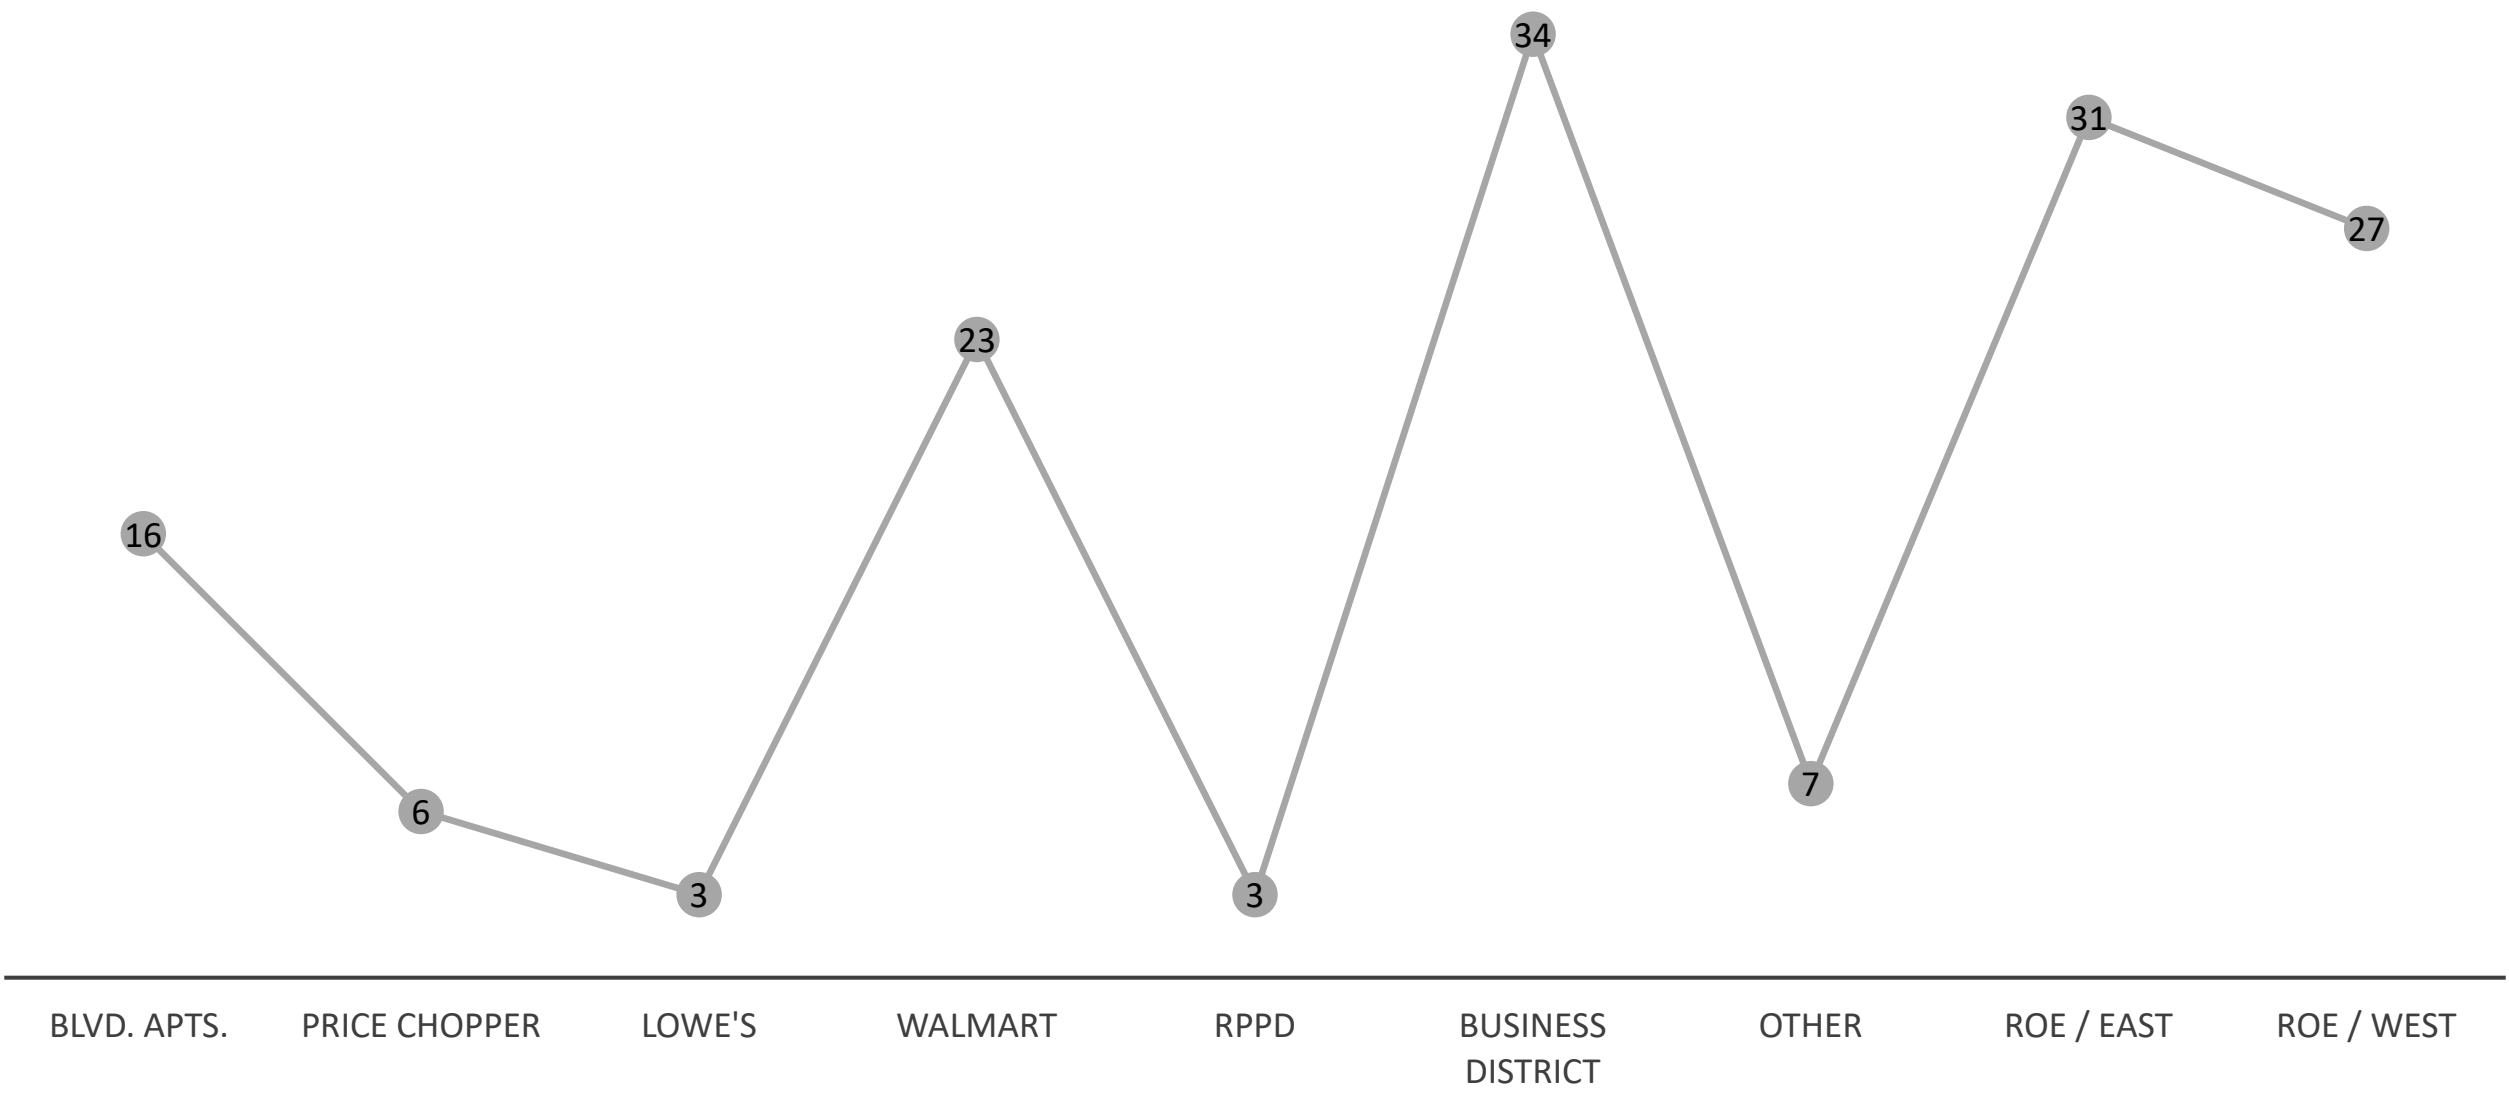 34
31
27
23
16
7
6
3
3
BLVD. APTS.
PRICE CHOPPER
LOWE'S
WALMART
RPPD
BUSINESS
DISTRICT
OTHER
ROE / EAST
ROE / WEST